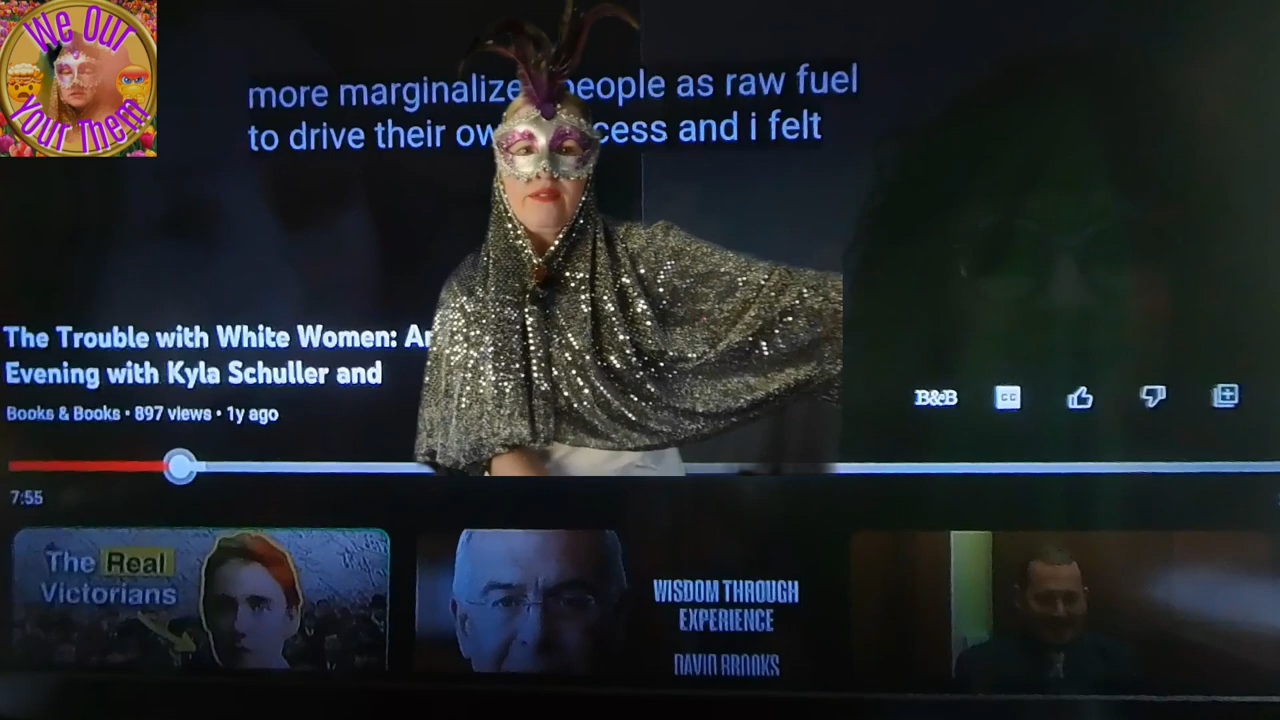 We Our
Your Them
more marginalize people as raw fuel
to drive their ow cess and i felt
The Trouble with White Women: A
Evening with Kyla Schuller and
Books & Books • 897 views • 1y ago
B&B
CC
7:55
The Real
Victorians
WISDOM THROUGH
EXPERIENCE
DAVID BROOKS